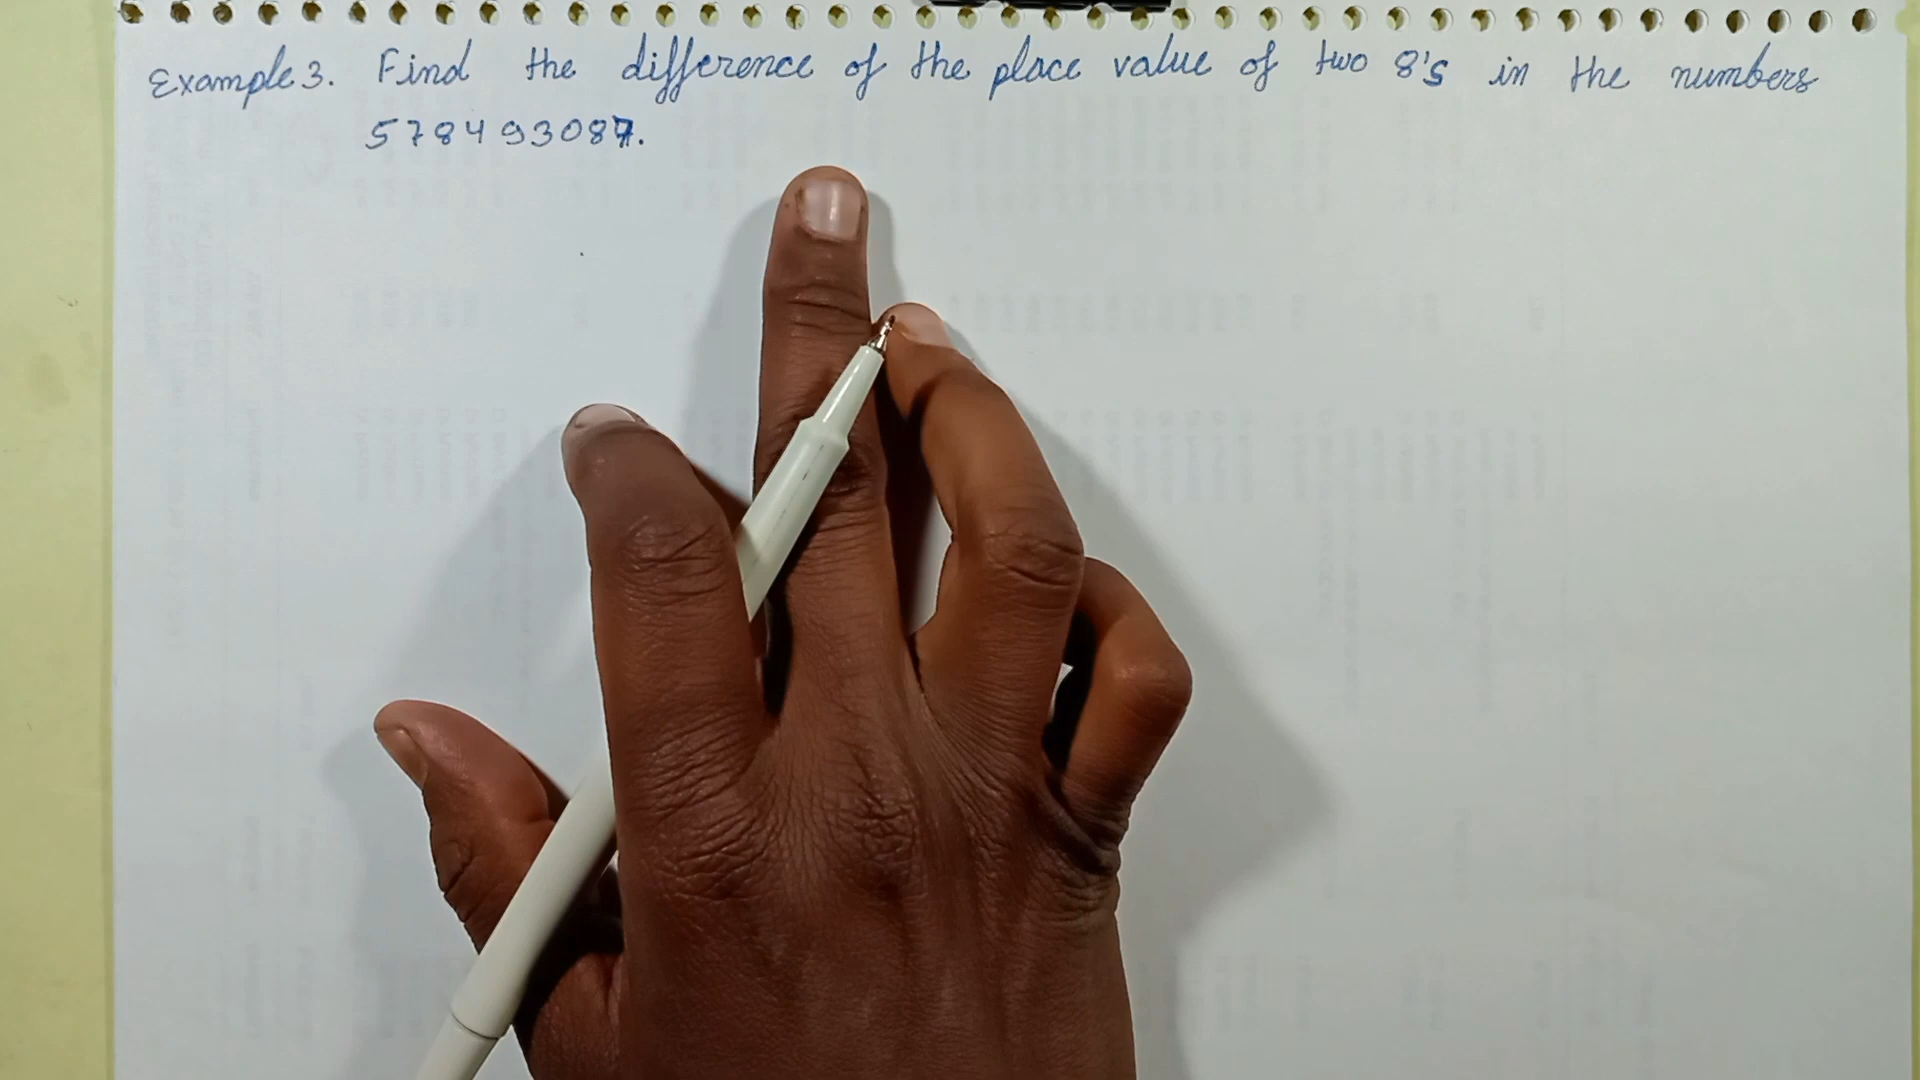 Example 3. Find the difference of the place value of two 8's in the numbers
578493087.